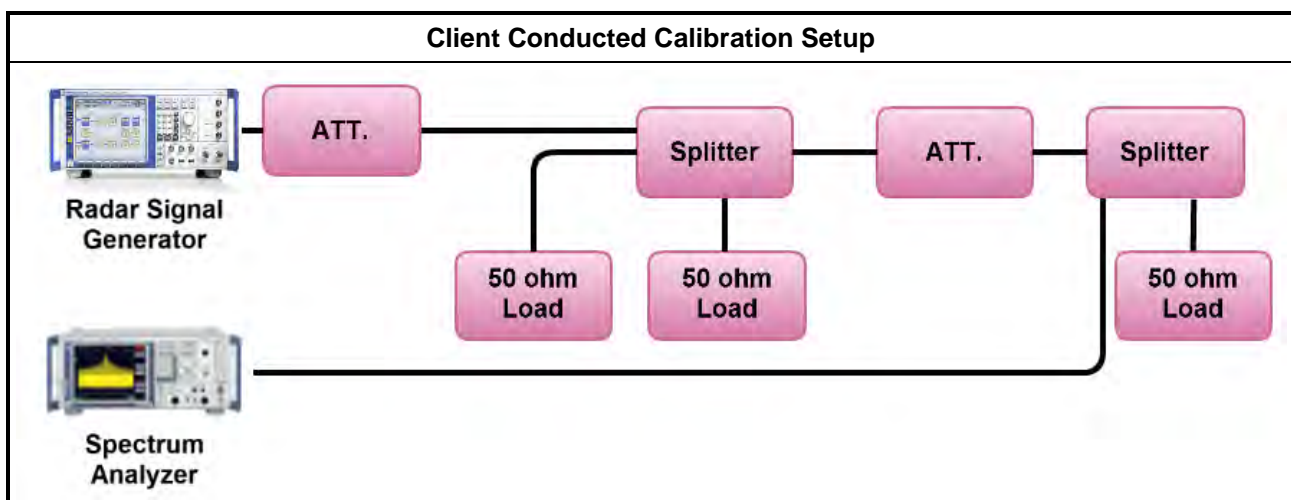 Client Conducted Calibration Setup
ATT.
Splitter
ATT.
Splitter
Radar Signal
Generator
50 ohm
Load
50 ohm
Load
50 ohm
Load
Spectrum
Analyzer